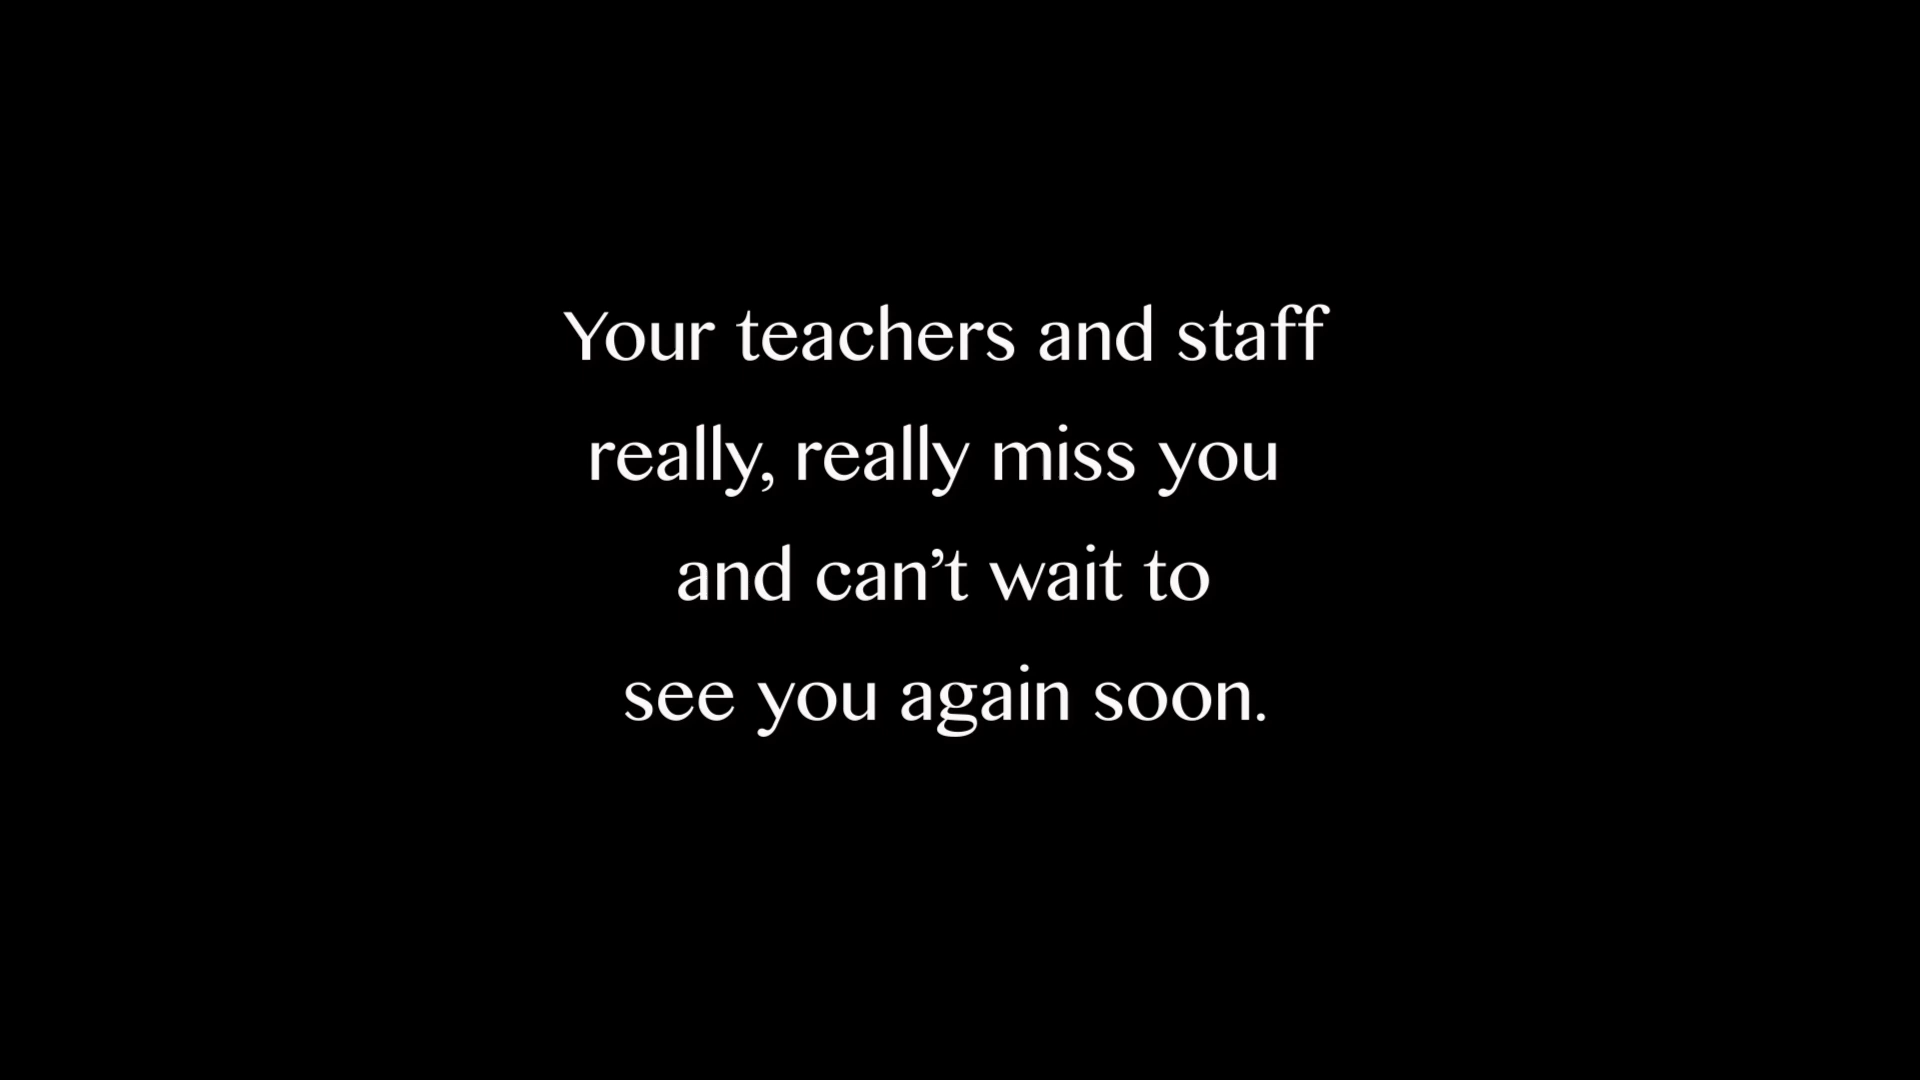 Your teachers and staff
really, really miss you
and can’t wait to
see you again soon.